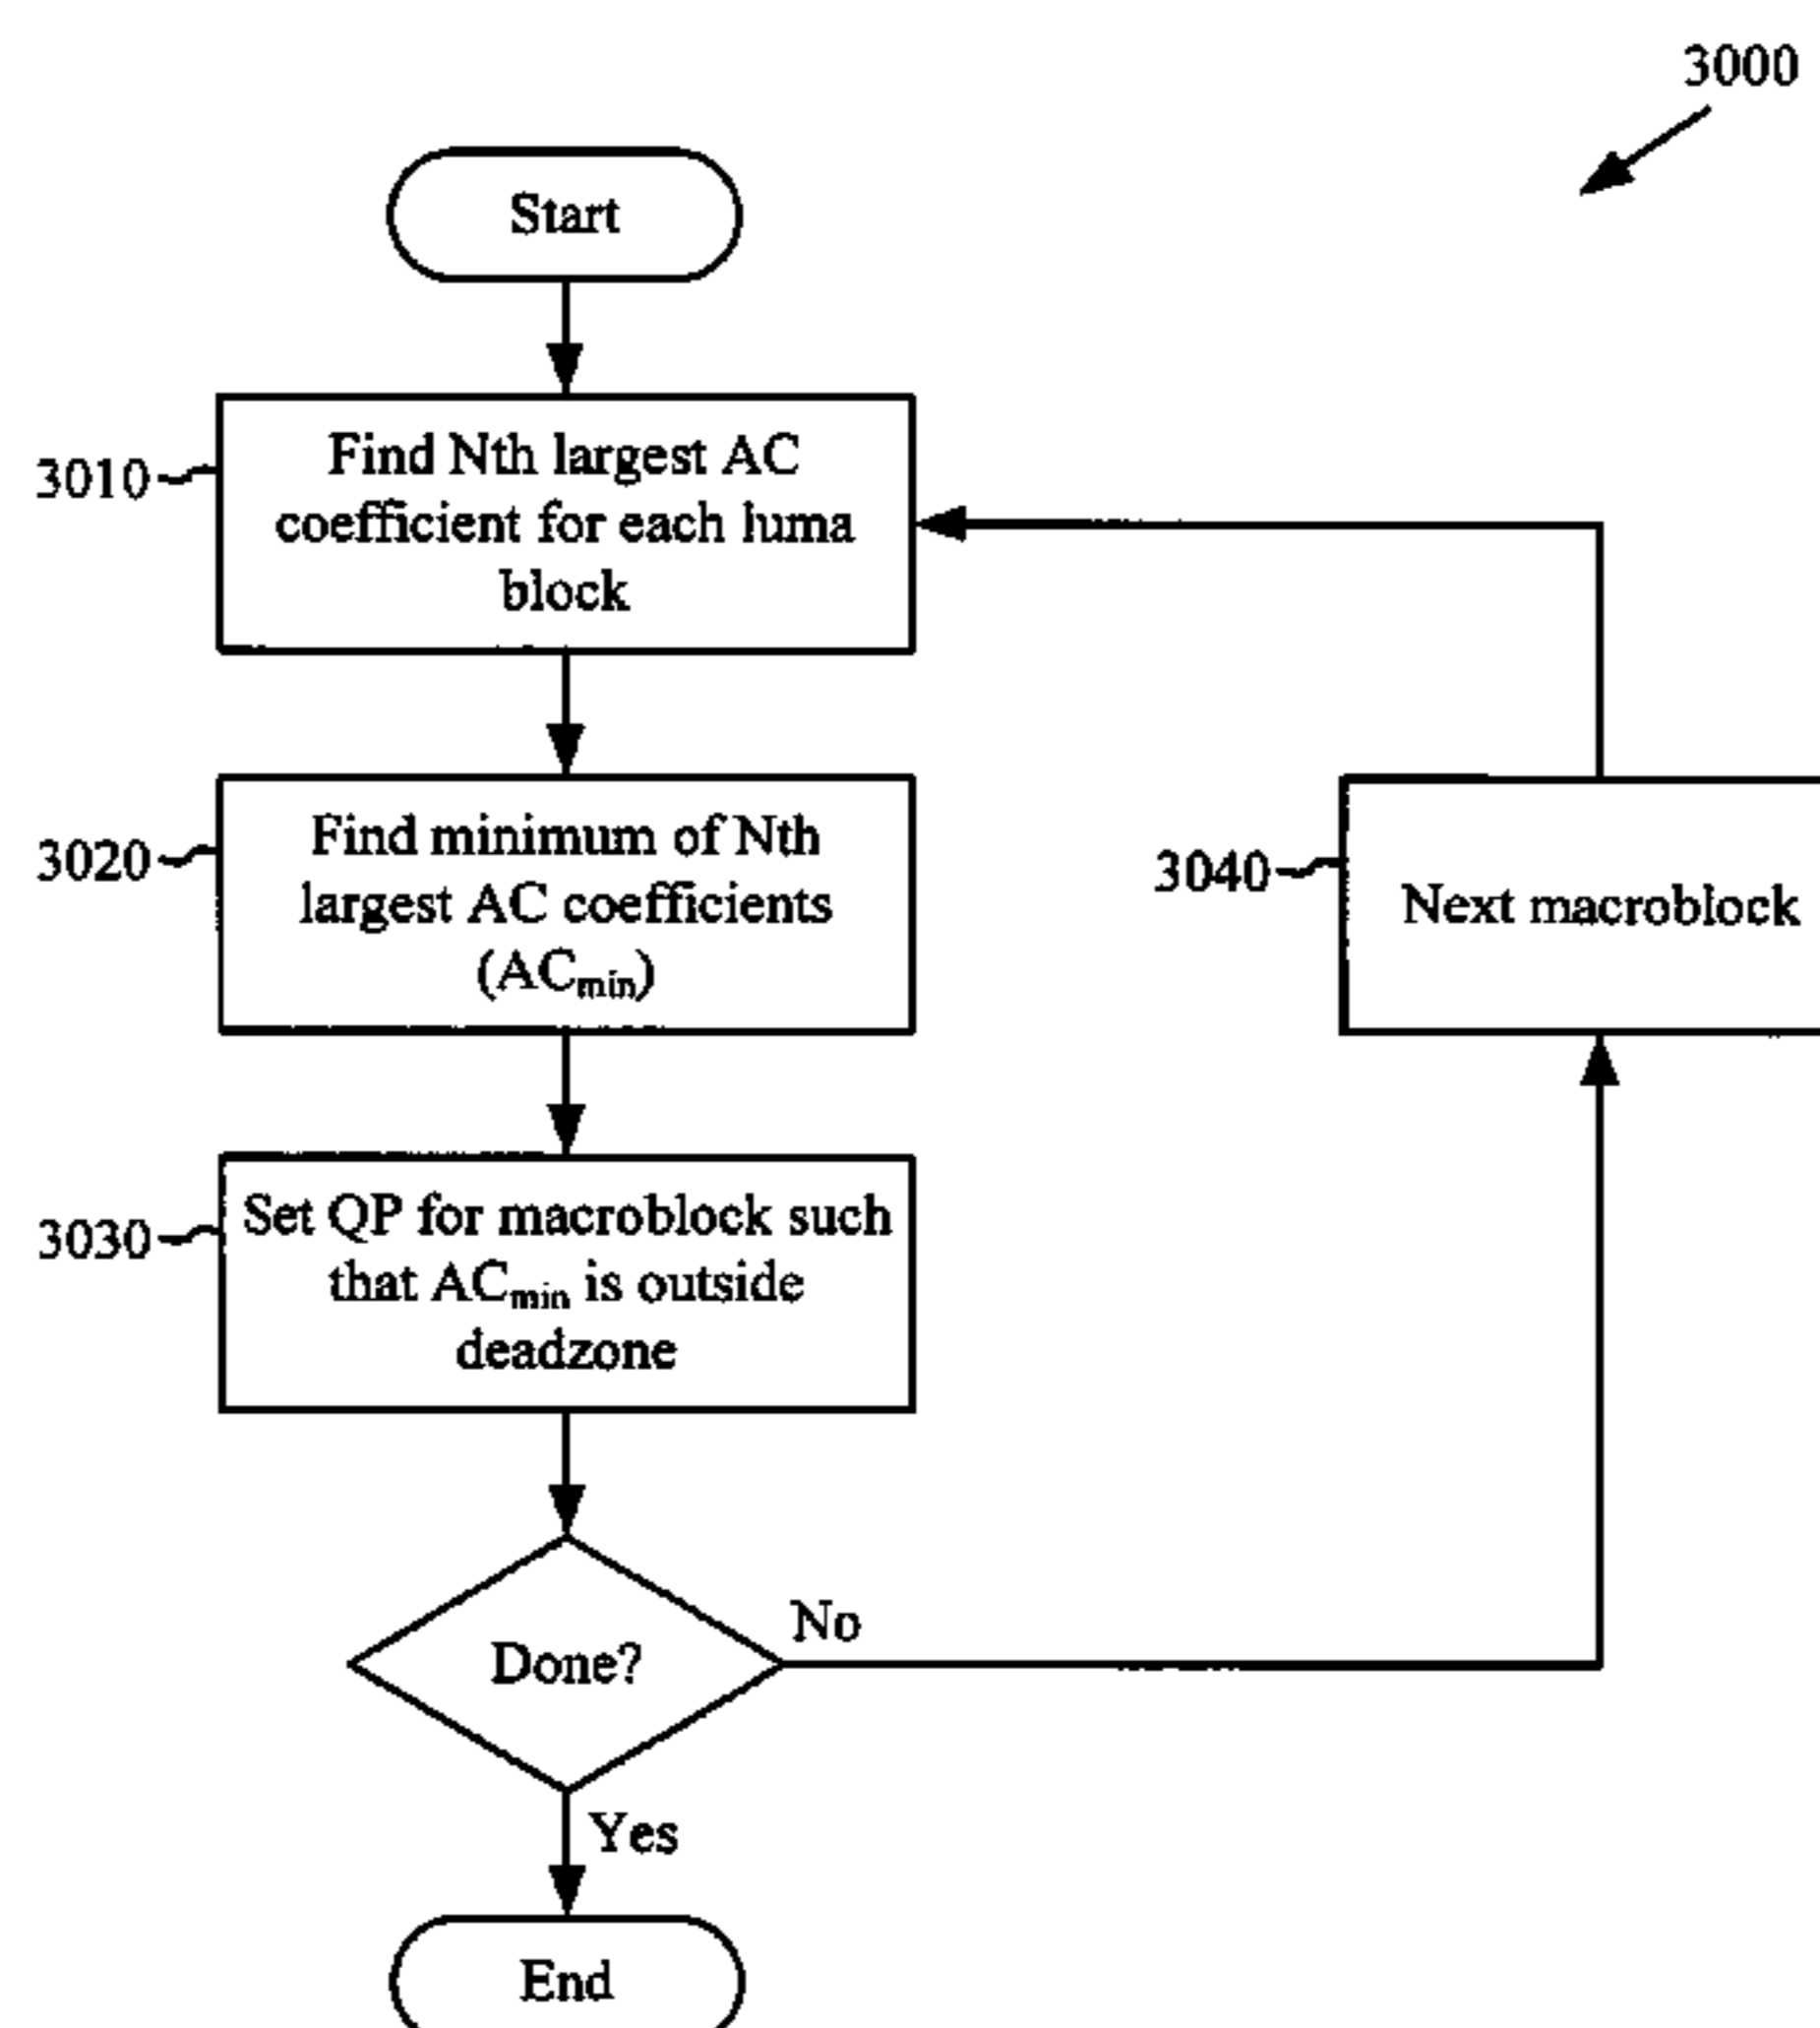 3000
Start
3010
Find Nth largest AC
coefficient for each luma
block
3020
Find minimum of Nth
largest AC coefficients
(ACmin)
3040
Next macroblock
3030
Set QP for macroblock such
that ACmin is outside
deadzone
Done?
No
Yes
End